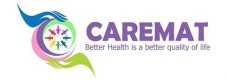 CAREMAT
Better Health is a better quality of life